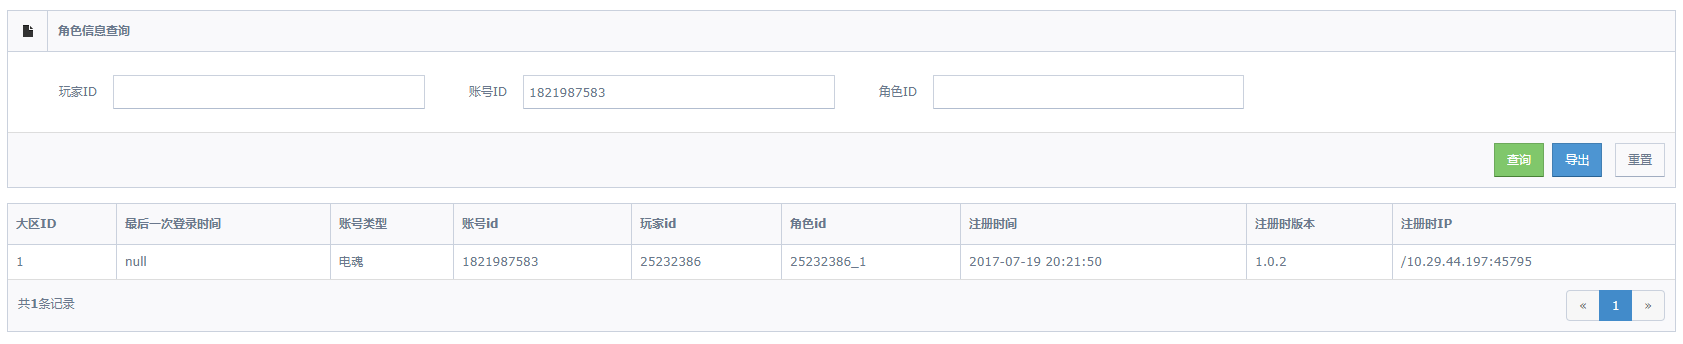 角色信息查询
玩家ID 账号ID 1821987583 角色ID
查询 导出 重置
大区ID 最后一次登录时间 账号类型 账号id 玩家id 角色id 注册时间 注册时版本 注册时IP
1 null 电魂 1821987583 25232386 25232386_1 2017-07-19 20:21:50 1.0.2 /10.29.44.197:45795
共1条记录 « 1 »